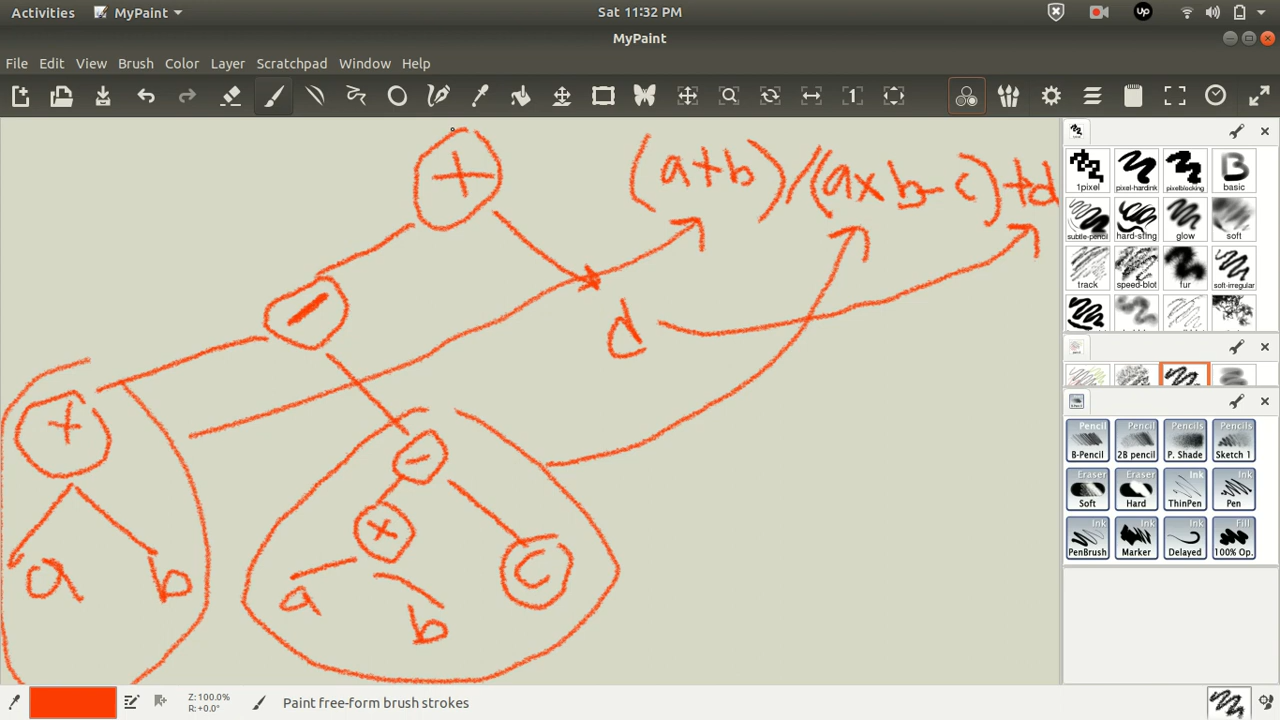 Activities MyPaint Sat 11:32 PM Up
MyPaint
File Edit View Brush Color Layer Scratchpad Window Help
1
+ (a+b)/(a×b-c)+d
1pixel pixel-hardink pixelblocking B basic
subtle-pencil hard-sting glow soft
track speed-blot fur soft-irregular
/ d
+ -
Pencil Pencils Pencils Pencils
B-Pencil 2B pencil P. Shade Sketch 1
Eraser Eraser Ink Ink
Soft Hard ThinPen Pen
× c
Ink Ink Ink Fill
PenBrush Marker Delayed 100% Op.
a b a b
Z: 100.0%
R: +0.0°
Paint free-form brush strokes